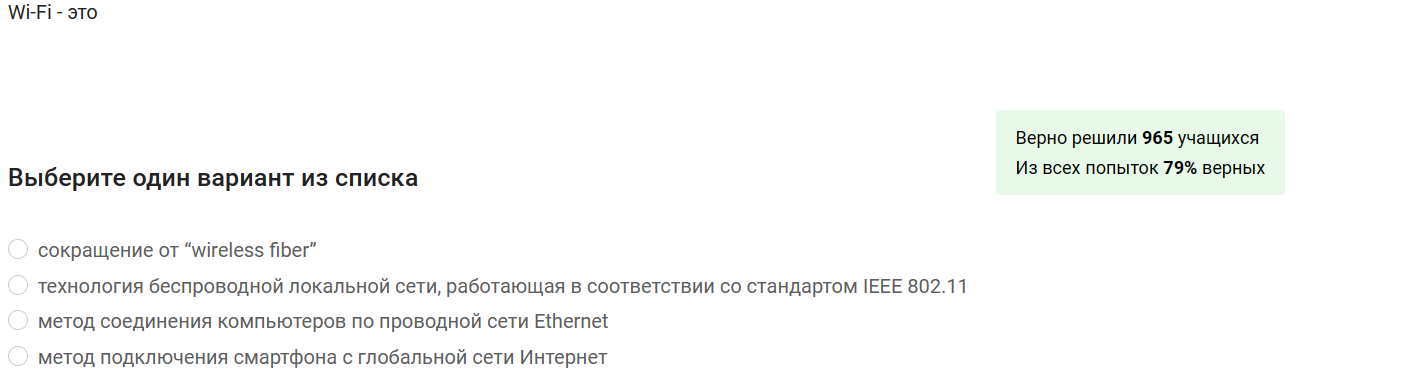 Wi-Fi - это
Верно решили 965 учащихся
Из всех попыток 79% верных
Выберите один вариант из списка
сокращение от “wireless fiber”
технология беспроводной локальной сети, работающая в соответствии со стандартом IEEE 802.11
метод соединения компьютеров по проводной сети Ethernet
метод подключения смартфона с глобальной сети Интернет